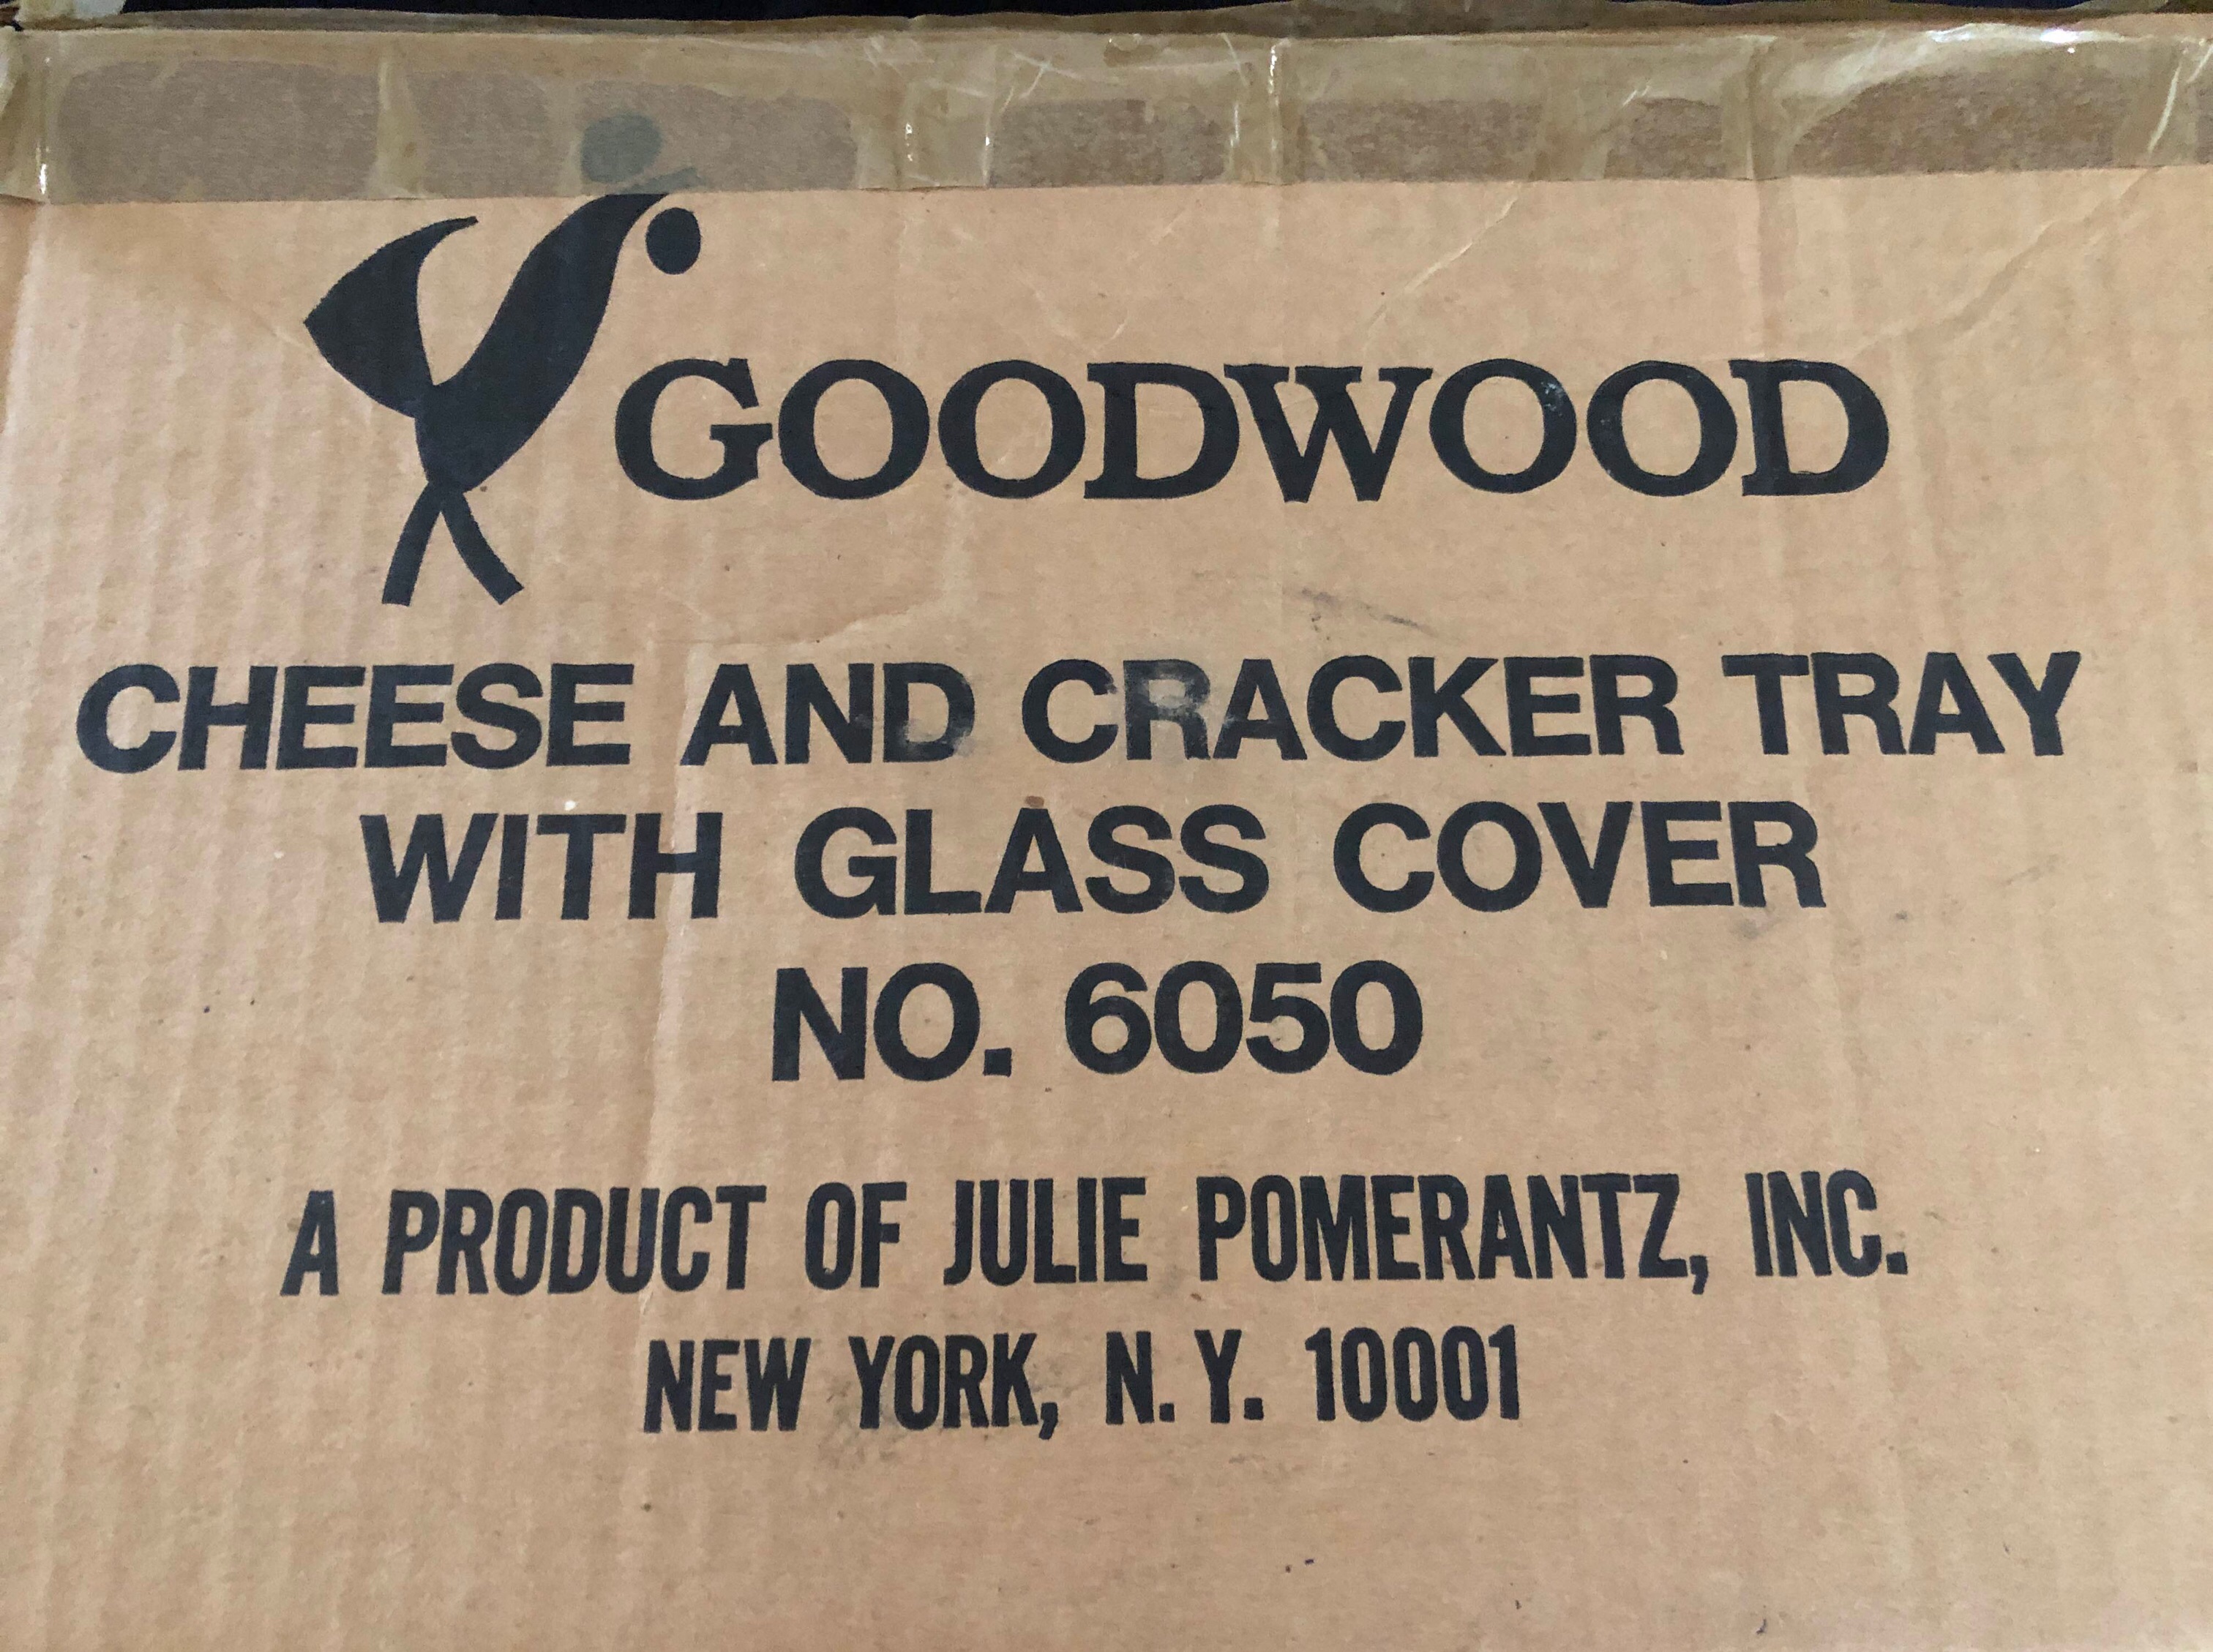 GOODWOOD
CHEESE AND CRACKER TRAY
WITH GLASS COVER
NO. 6050
A PRODUCT OF JULIE POMERANTZ, INC.
NEW YORK, N.Y. 10001